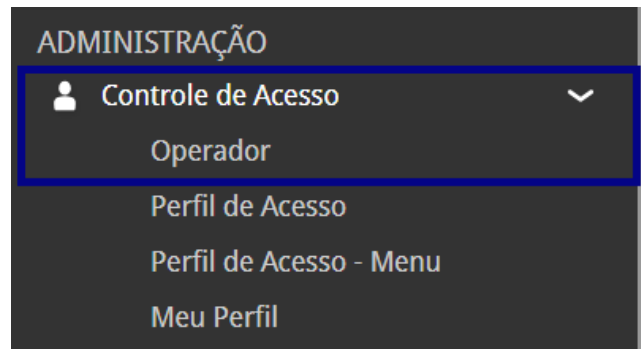 ADMINISTRAÇÃO
Controle de Acesso
Operador
Perfil de Acesso
Perfil de Acesso - Menu
Meu Perfil